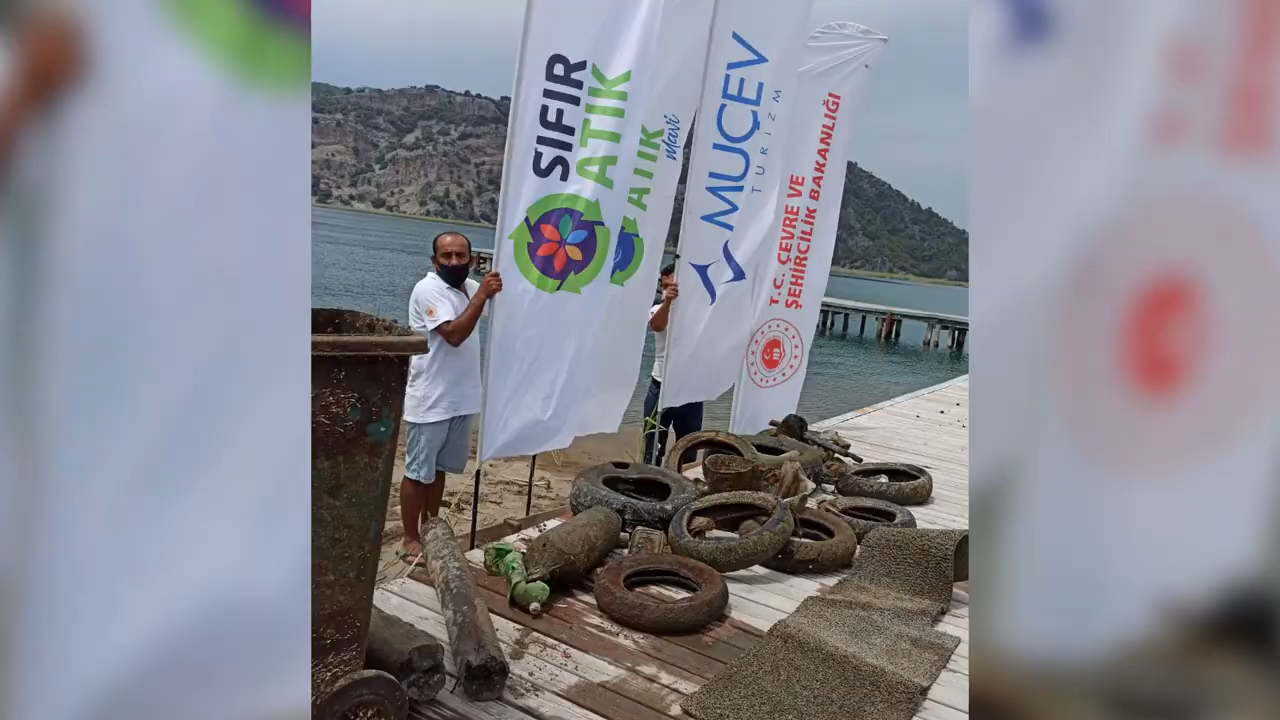 SIFIR
ATIK
ATIK
Mavi
MUÇEV
TURİZM
T.C. ÇEVRE VE
ŞEHİRCİLİK BAKANLIĞI